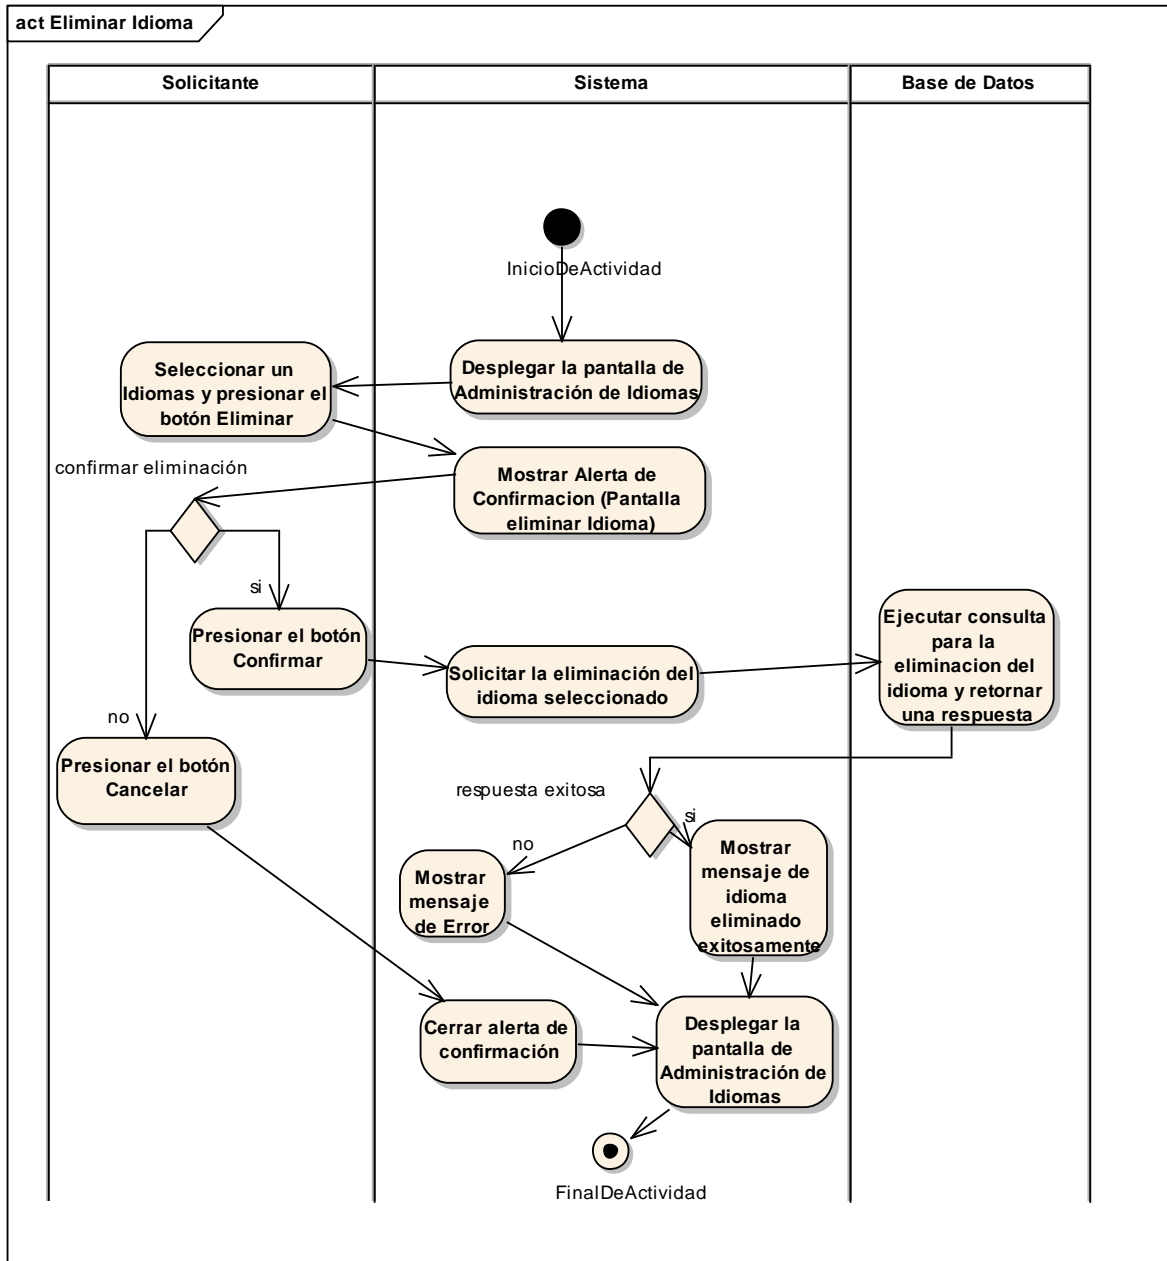 act Eliminar Idioma
Solicitante
Sistema
Base de Datos
InicioDeActividad
Desplegar la pantalla de
Administración de Idiomas
Seleccionar un
Idiomas y presionar el
botón Eliminar
Mostrar Alerta de
Confirmacion (Pantalla
eliminar Idioma)
confirmar eliminación
si
Presionar el botón
Confirmar
Solicitar la eliminación del
idioma seleccionado
Ejecutar consulta
para la
eliminacion del
idioma y retornar
una respuesta
no
Presionar el botón
Cancelar
respuesta exitosa
si
no
Mostrar
mensaje
de Error
Mostrar
mensaje de
idioma
eliminado
exitosamente
Cerrar alerta de
confirmación
Desplegar la
pantalla de
Administración de
Idiomas
FinalDeActividad